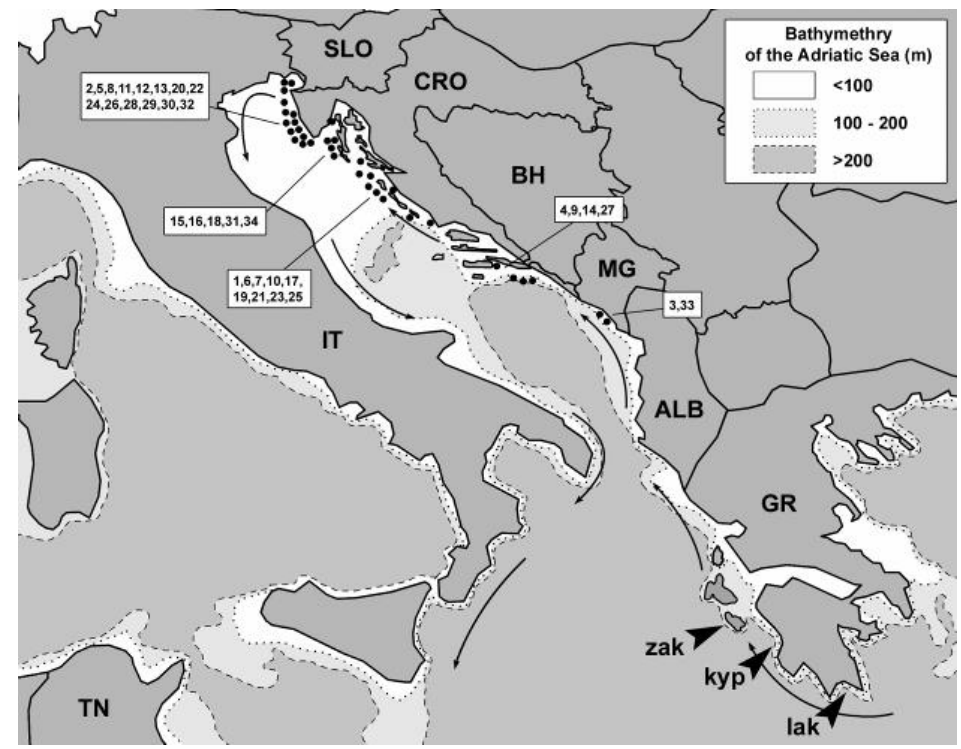 Bathymethry
of the Adriatic Sea (m)
<100
100 - 200
>200
SLO
CRO
2,5,8,11,12,13,20,22
24,26,28,29,30,32
BH
4,9,14,27
15,16,18,31,34
MG
1,6,7,10,17,
19,21,23,25
3,33
IT
ALB
GR
zak
kyp
lak
TN